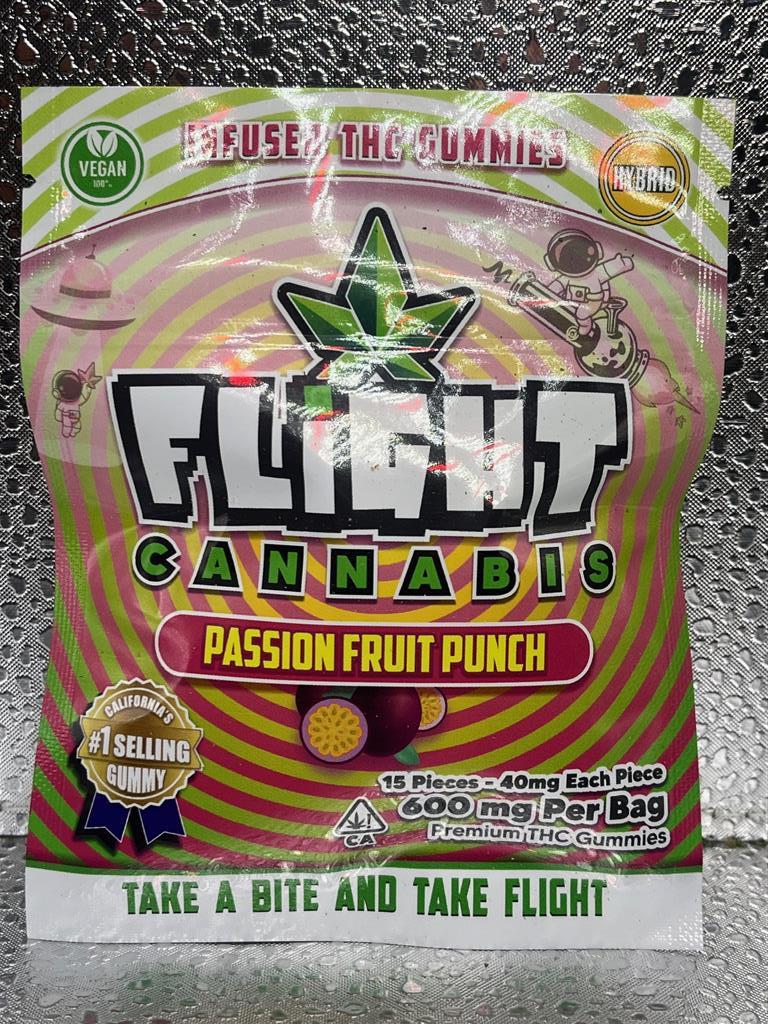 INFUSED THC GUMMIES
VEGAN
100%
HYBRID
FLiGHT
CANNABIS
PASSION FRUIT PUNCH
CALIFORNIA'S
#1 SELLING
GUMMY
15 Pieces - 40mg Each Piece
600 mg Per Bag
Premium THC Gummies
!
CA
TAKE A BITE AND TAKE FLIGHT